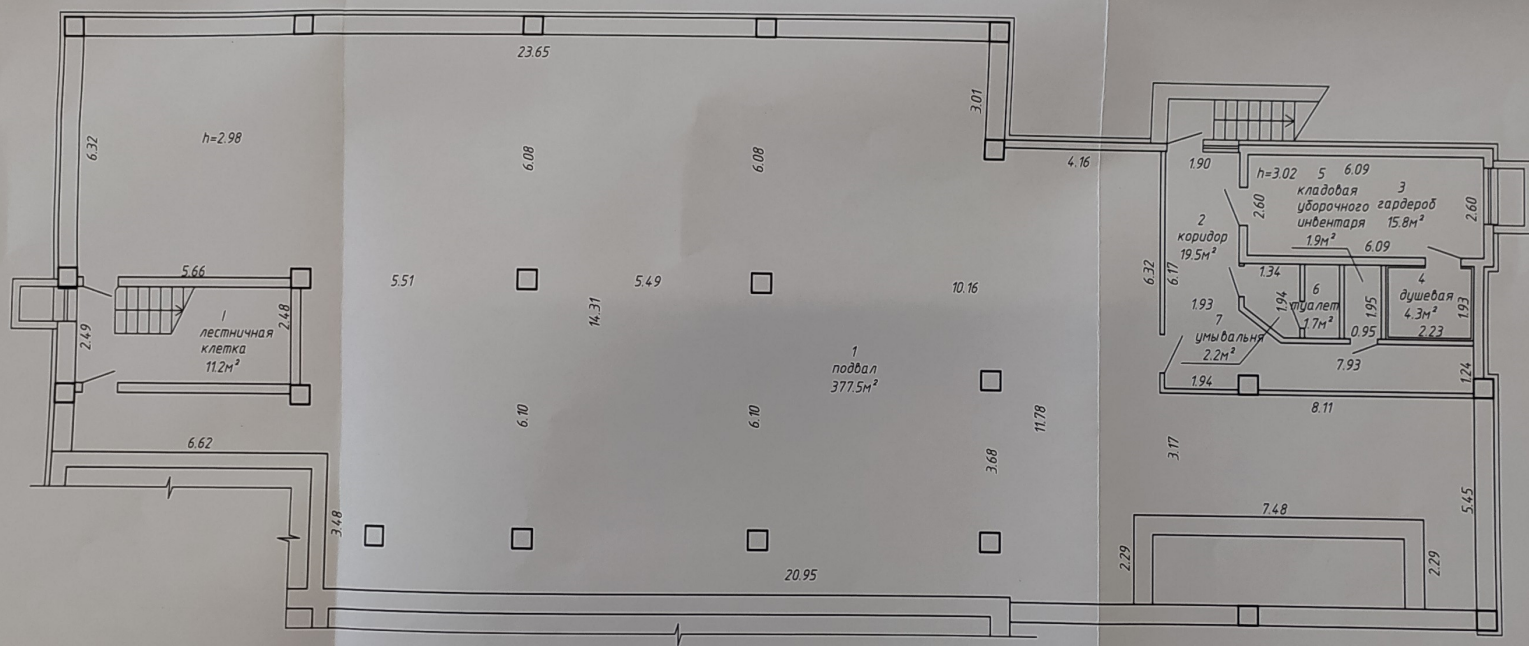 23.65
3.01
6.32
h=2.98
6.08
6.08
4.16
1.90
h=3.02
5
6.09
кладовая
уборочного
инвентаря
1.9м²
3
гардероб
15.8м²
2.60
2.60
6.09
2
коридор
19.5м²
6.32
6.17
5.66
5.51
5.49
10.16
14.31
1.34
6
туалет
1.7м²
1.94
1.95
0.95
4
душевая
4.3м²
1.93
2.23
1.93
7
умывальня
2.2м²
1.94
7.93
1.24
8.11
2.49
2.48
1
лестничная
клетка
11.2м²
1
подвал
377.5м²
6.62
6.10
6.10
11.78
3.68
3.17
3.48
20.95
7.48
2.29
2.29
5.45